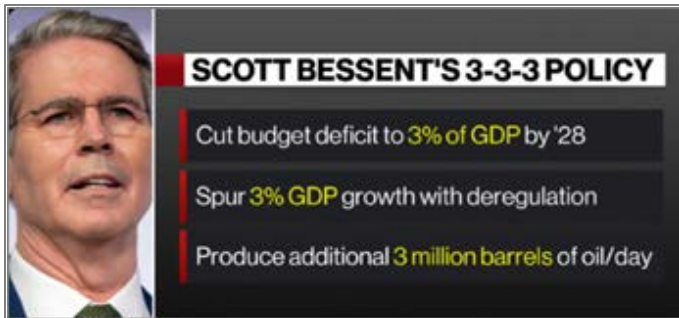 SCOTT BESSENT'S 3-3-3 POLICY
Cut budget deficit to 3% of GDP by '28
Spur 3% GDP growth with deregulation
Produce additional 3 million barrels of oil/day